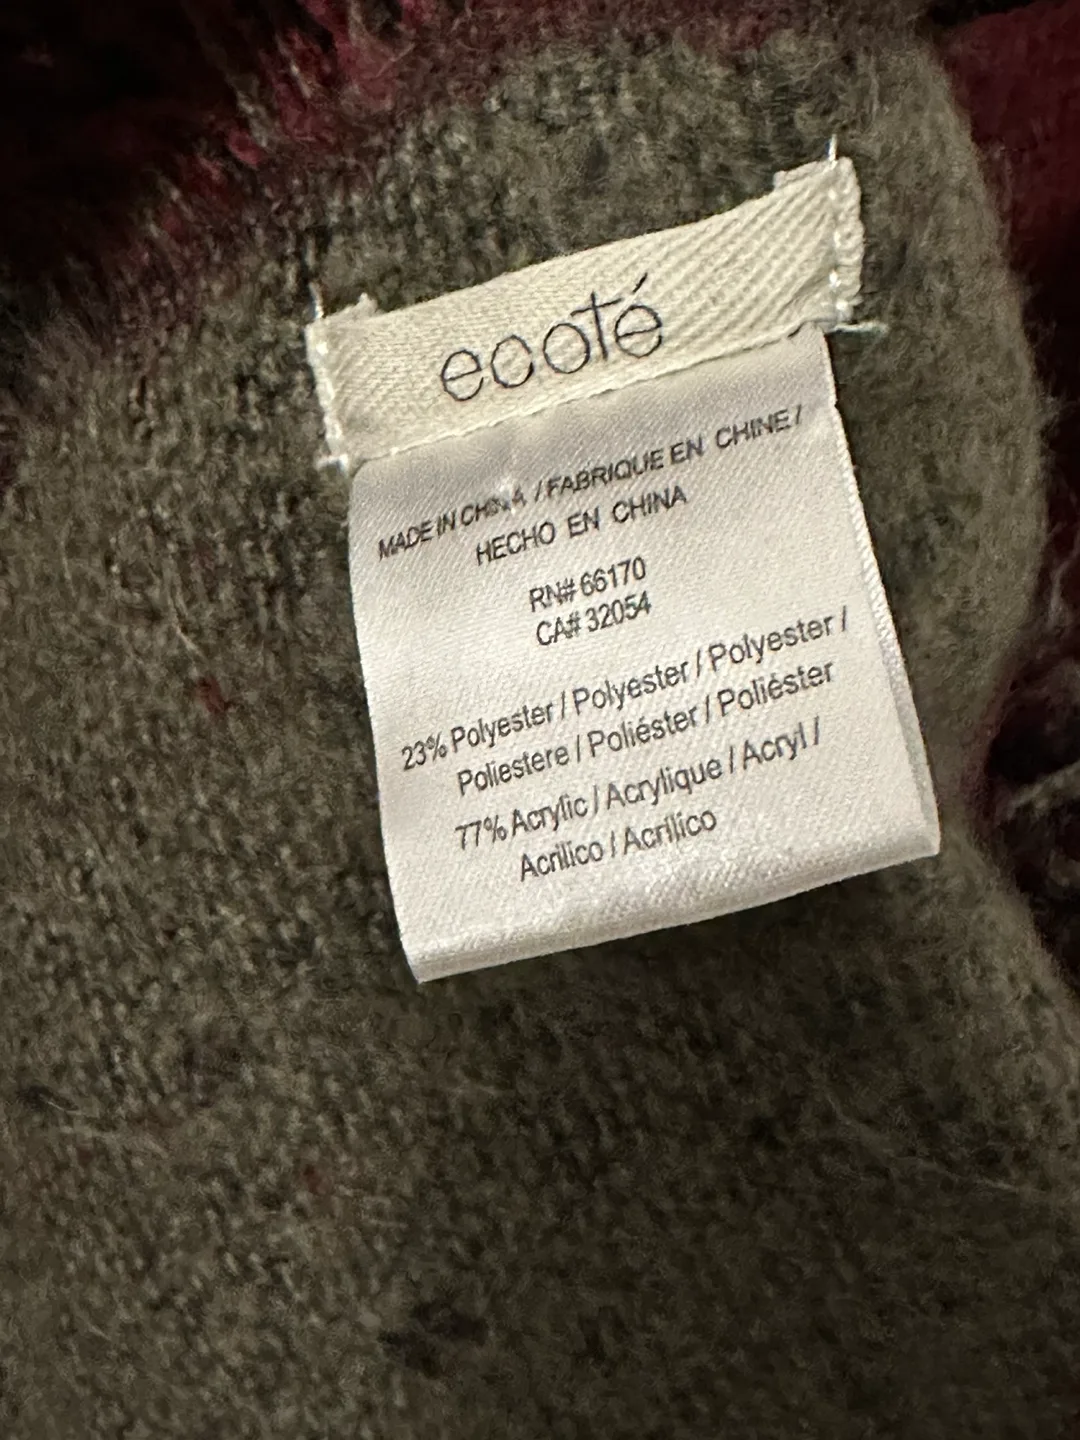 ecoté
MADE IN CHINA / FABRIQUE EN CHINE /
HECHO EN CHINA
RN# 66170
CA# 32054
23% Polyester / Polyester / Polyester /
Poliestere / Poliéster / Poliéster
77% Acrylic / Acrylique / Acryl /
Acrilico / Acrílico